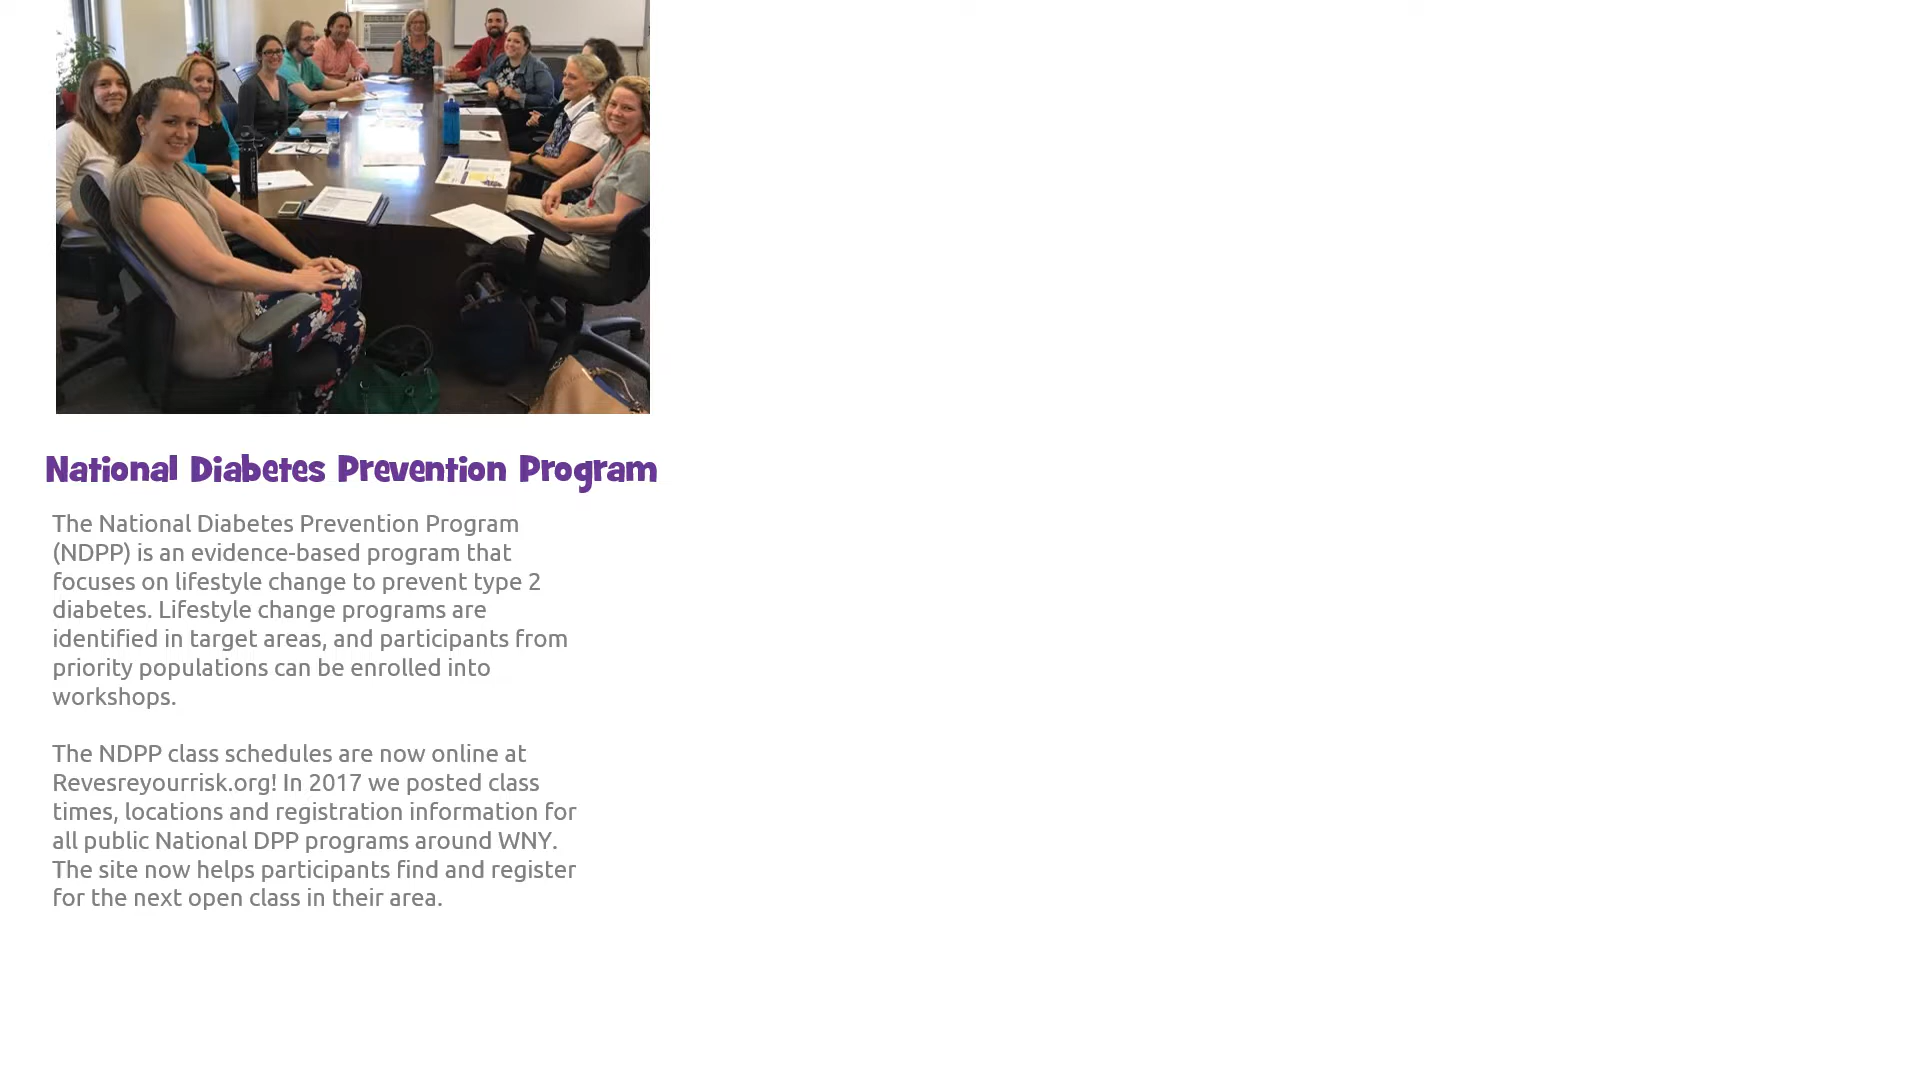 National Diabetes Prevention Program
The National Diabetes Prevention Program
(NDPP) is an evidence-based program that
focuses on lifestyle change to prevent type 2
diabetes. Lifestyle change programs are
identified in target areas, and participants from
priority populations can be enrolled into
workshops.
The NDPP class schedules are now online at
Revesreyourrisk.org! In 2017 we posted class
times, locations and registration information for
all public National DPP programs around WNY.
The site now helps participants find and register
for the next open class in their area.